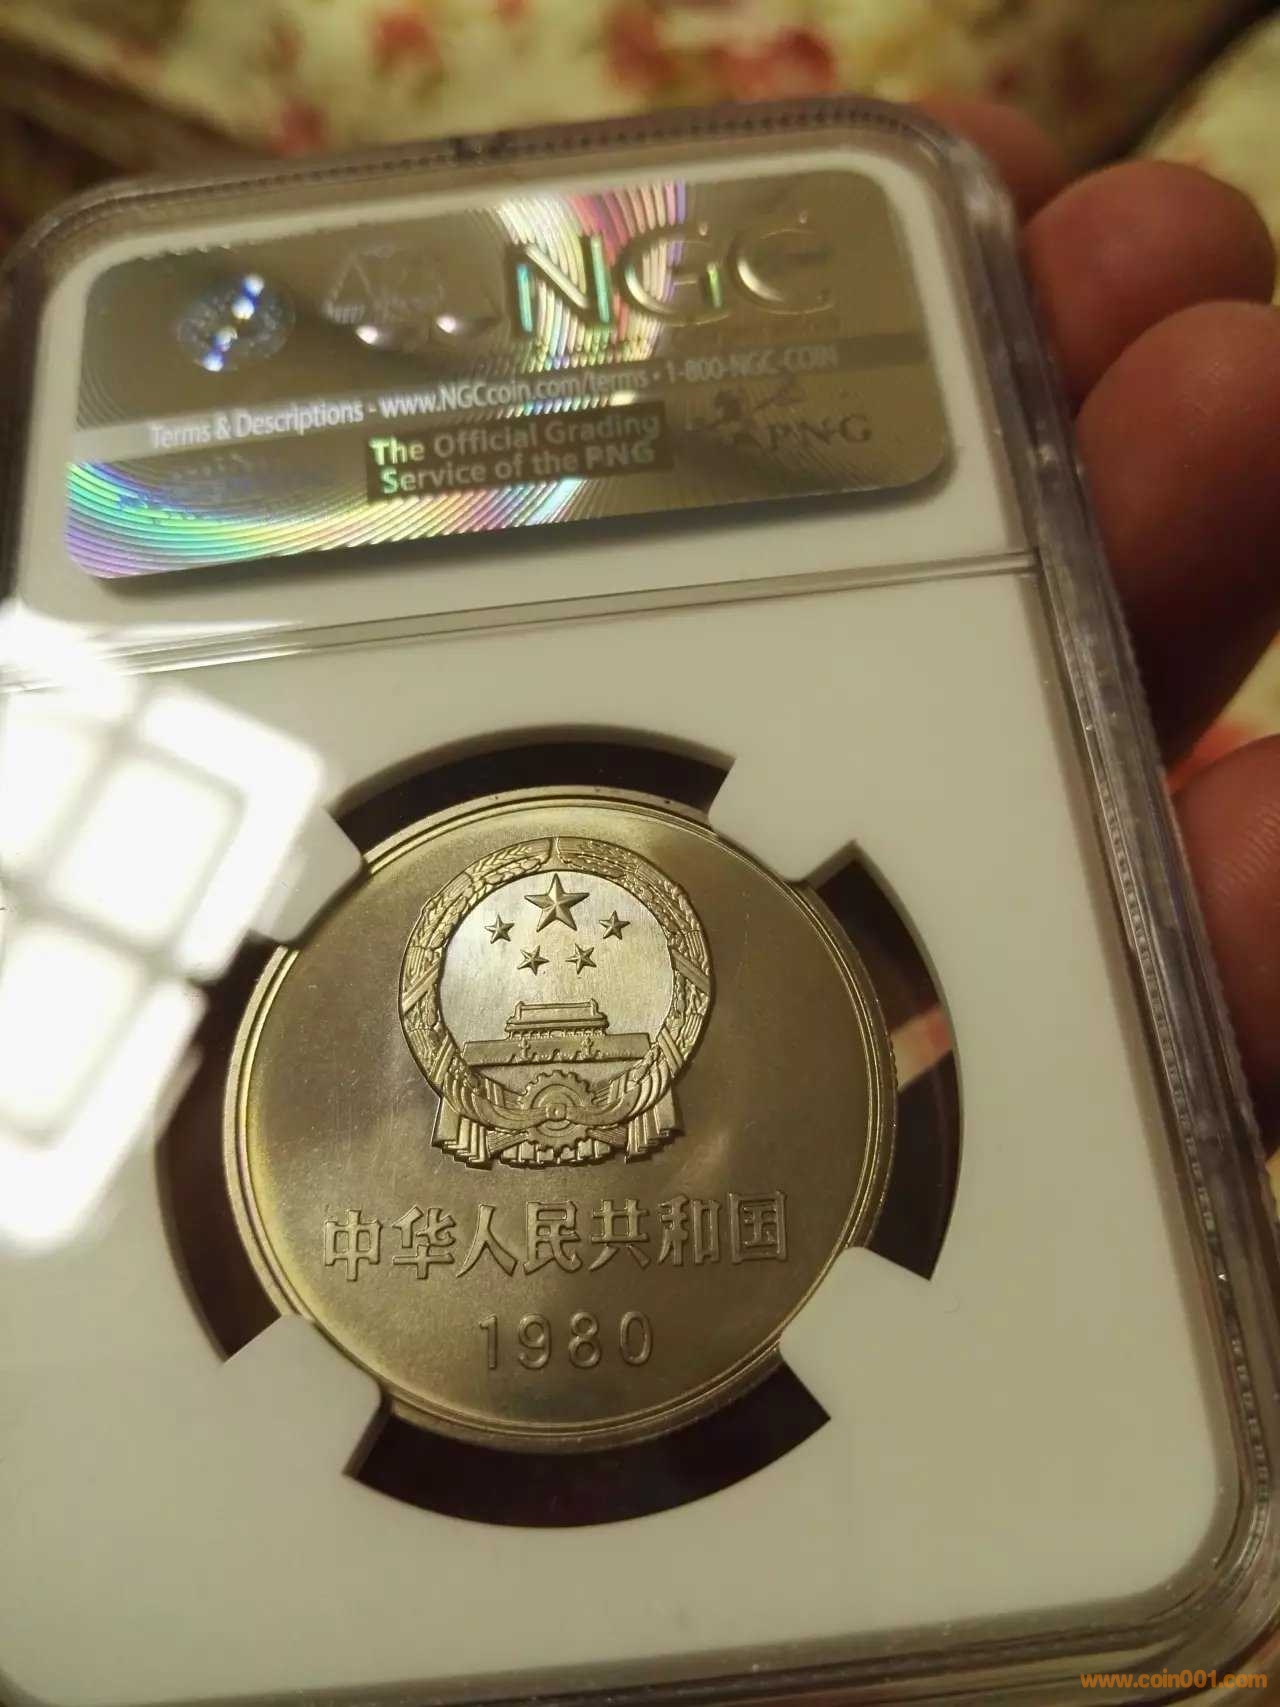 NGC
Terms & Descriptions - www.NGCcoin.com/terms • 1-800-NGC-COIN
The Official Grading
Service of the PNG
PNG
中华人民共和国
1980
www.coin001.com